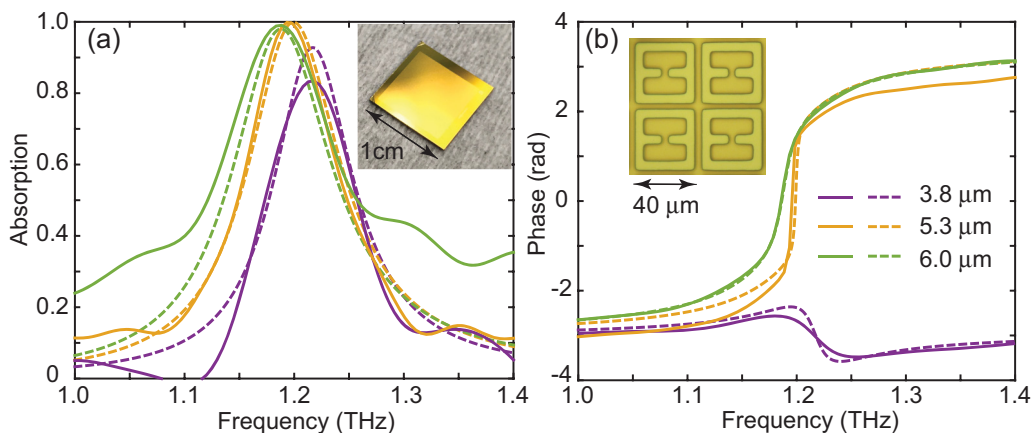 (a)
1cm
Absorption
1.0
0.8
0.6
0.4
0.2
0
1.0
1.1
1.2
1.3
1.4
Frequency (THz)
(b)
40 μm
Phase (rad)
4
2
0
–2
–4
3.8 μm
5.3 μm
6.0 μm
1.0
1.1
1.2
1.3
1.4
Frequency (THz)